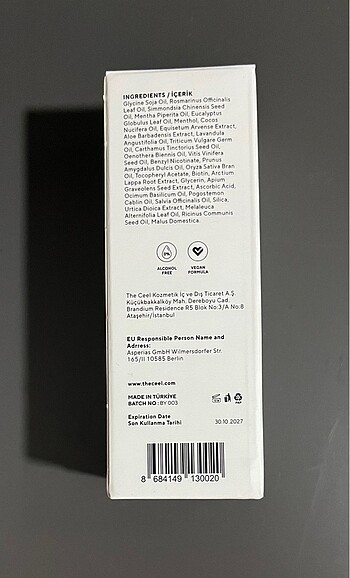 INGREDIENTS / İÇERİK
Glycine Soja Oil, Rosmarinus Officinalis
Leaf Oil, Simmondsia Chinensis Seed
Oil, Mentha Piperita Oil, Eucalyptus
Globulus Leaf Oil, Menthol, Cocos
Nucifera Oil, Equisetum Arvense Extract,
Aloe Barbadensis Extract, Lavandula
Angustifolia Oil, Triticum Vulgare Germ
Oil, Carthamus Tinctorius Seed Oil,
Oenothera Biennis Oil, Vitis Vinifera
Seed Oil, Benzyl Nicotinate, Prunus
Amygdalus Dulcis Oil, Oryza Sativa Bran
Oil, Tocopheryl Acetate, Biotin, Arctium
Lappa Root Extract, Glycerin, Apium
Graveolens Seed Extract, Ascorbic Acid,
Ocimum Basilicum Oil, Pogostemon
Cablin Oil, Salvia Officinalis Oil, Silica,
Urtica Dioica Extract, Melaleuca
Alternifolia Leaf Oil, Ricinus Communis
Seed Oil, Malus Domestica.
ALCOHOL FREE
VEGAN FORMULA
The Ceel Kozmetik İç ve Dış Ticaret A.Ş.
Küçükbakkalköy Mah. Dereboyu Cad.
Brandium Residence R5 Blok No:3/A No:8
Ataşehir/İstanbul
EU Responsible Person Name and
Adrress:
Asperias GmbH Wilmersdorfer Str.
165/II 10585 Berlin
www.theceel.com
MADE IN TÜRKİYE
BATCH NO : BY 003
Expiration Date
Son Kullanma Tarihi 30.10.2027
8 684149 130020